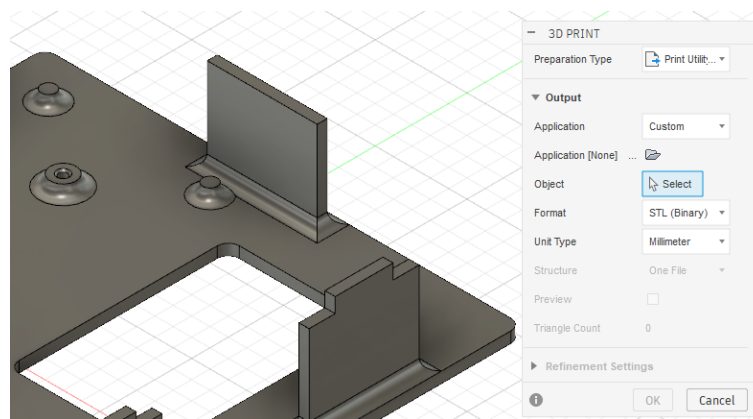 3D PRINT
Preparation Type Print Utilit... 
Output
Application Custom
Application [None] ...
Object Select
Format STL (Binary)
Unit Type Millimeter
Structure One File
Preview
Triangle Count 0
Refinement Settings
OK Cancel